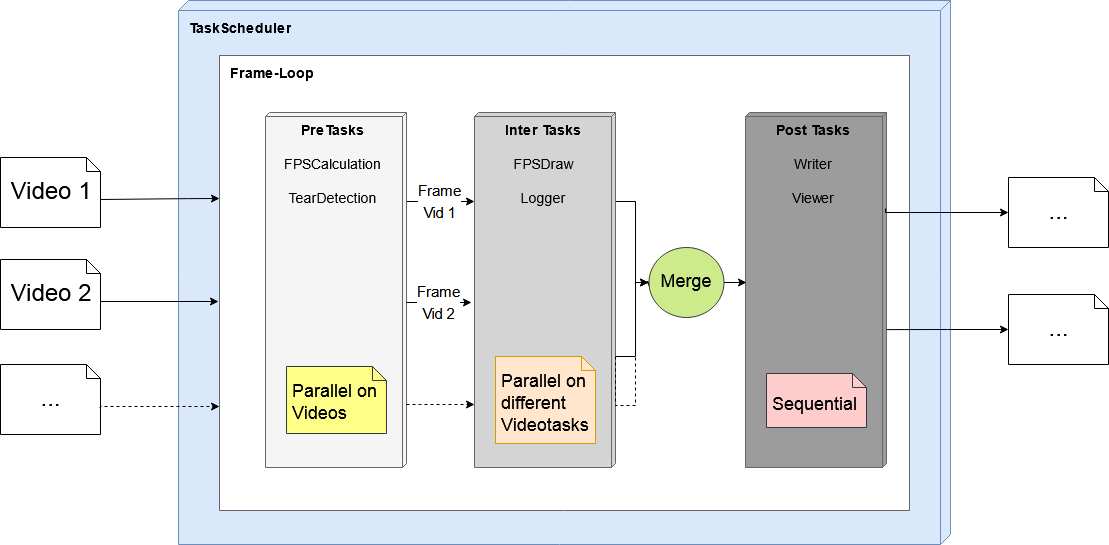 TaskScheduler
Frame-Loop
PreTasks
FPSCalculation
TearDetection
Parallel on
Videos
Inter Tasks
FPSDraw
Logger
Parallel on
different
Videotasks
Post Tasks
Writer
Viewer
Sequential
Video 1
Video 2
...
Frame
Vid 1
Frame
Vid 2
Merge
...
...